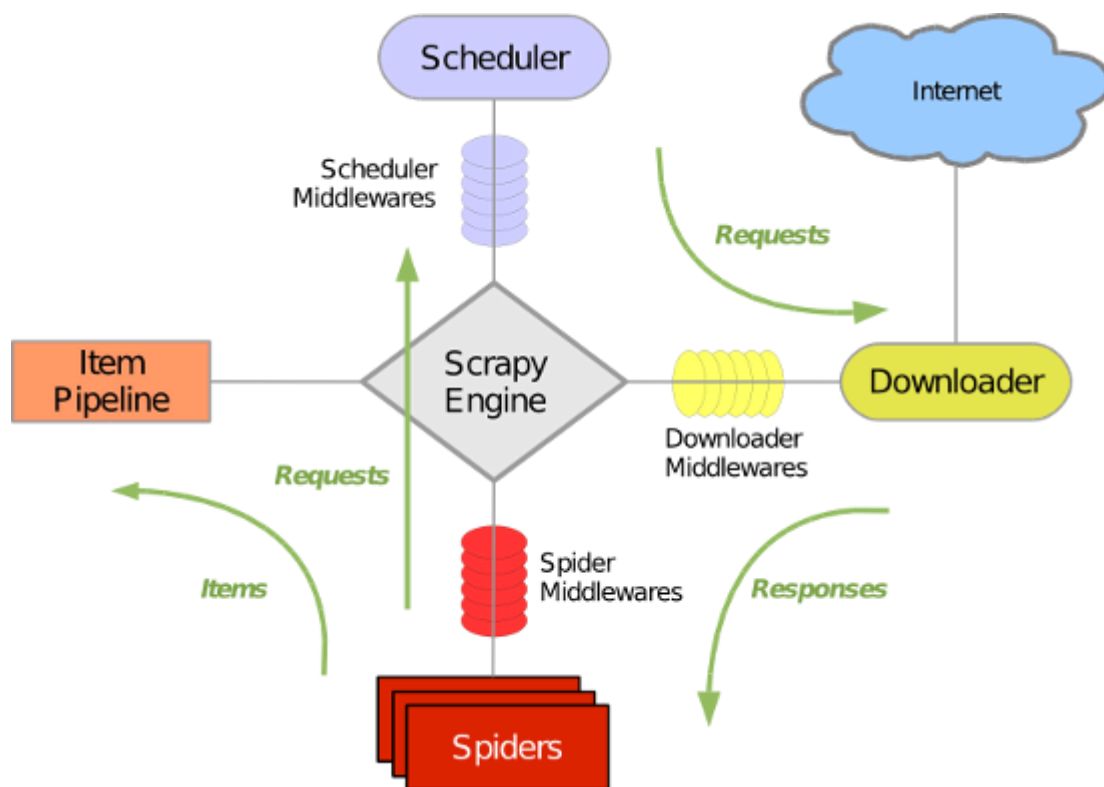 Scheduler
Internet
Scheduler
Middlewares
Requests
Item
Pipeline
Scrapy
Engine
Downloader
Downloader
Middlewares
Requests
Items
Spider
Middlewares
Responses
Spiders